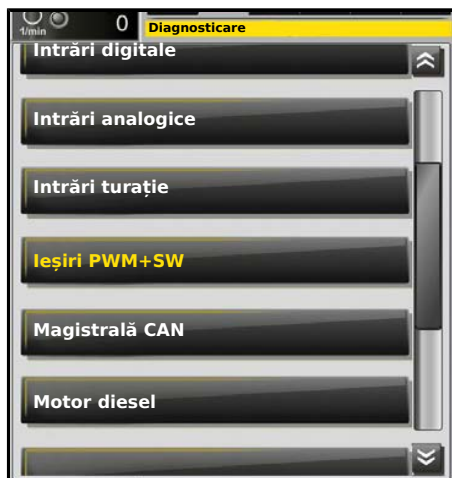 1/min 0 Diagnosticare
Intrări digitale
Intrări analogice
Intrări turație
Ieșiri PWM+SW
Magistrală CAN
Motor diesel